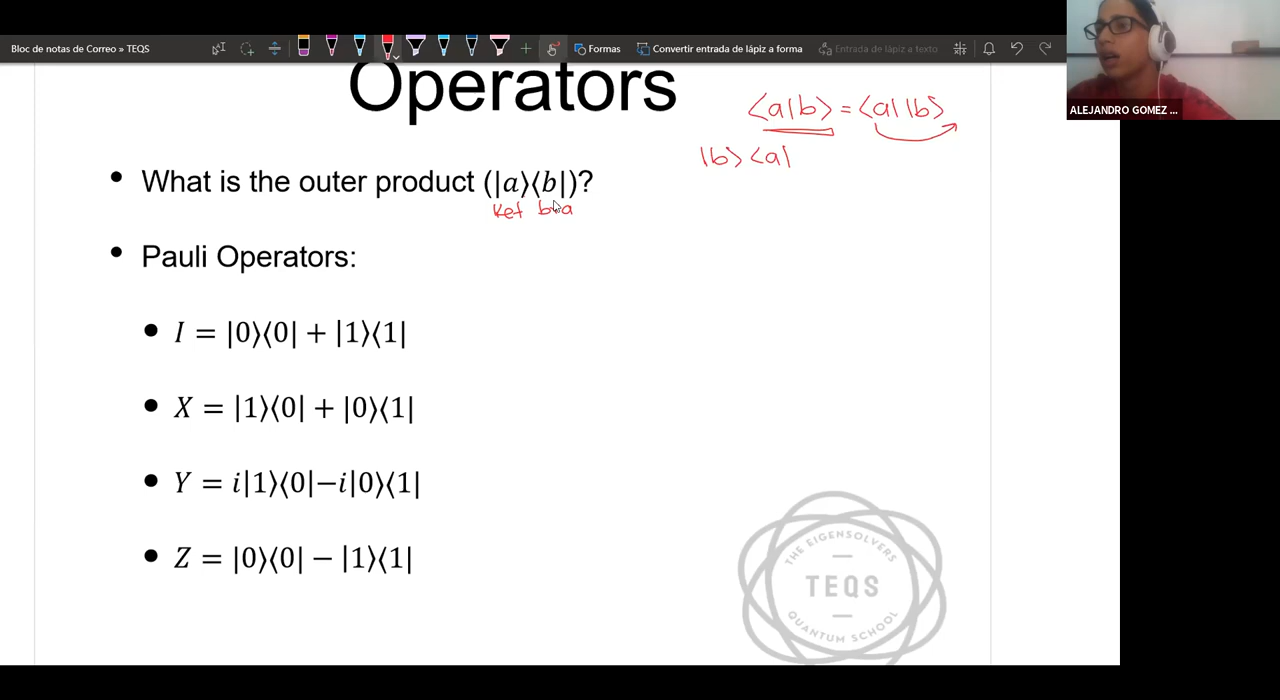 Bloc de notas de Correo » TEQS
Formas
Convertir entrada de lápiz a forma
Entrada de lápiz a texto
ALEJANDRO GOMEZ ...
Operators
⟨a|b⟩ = ⟨a| |b⟩
|b⟩⟨a|
• What is the outer product (|a⟩⟨b|)?
ket bra
• Pauli Operators:
• I = |0⟩⟨0| + |1⟩⟨1|
• X = |1⟩⟨0| + |0⟩⟨1|
• Y = i|1⟩⟨0|−i|0⟩⟨1|
• Z = |0⟩⟨0| − |1⟩⟨1|
THE EIGENSOLVERS
TEQS
QUANTUM SCHOOL